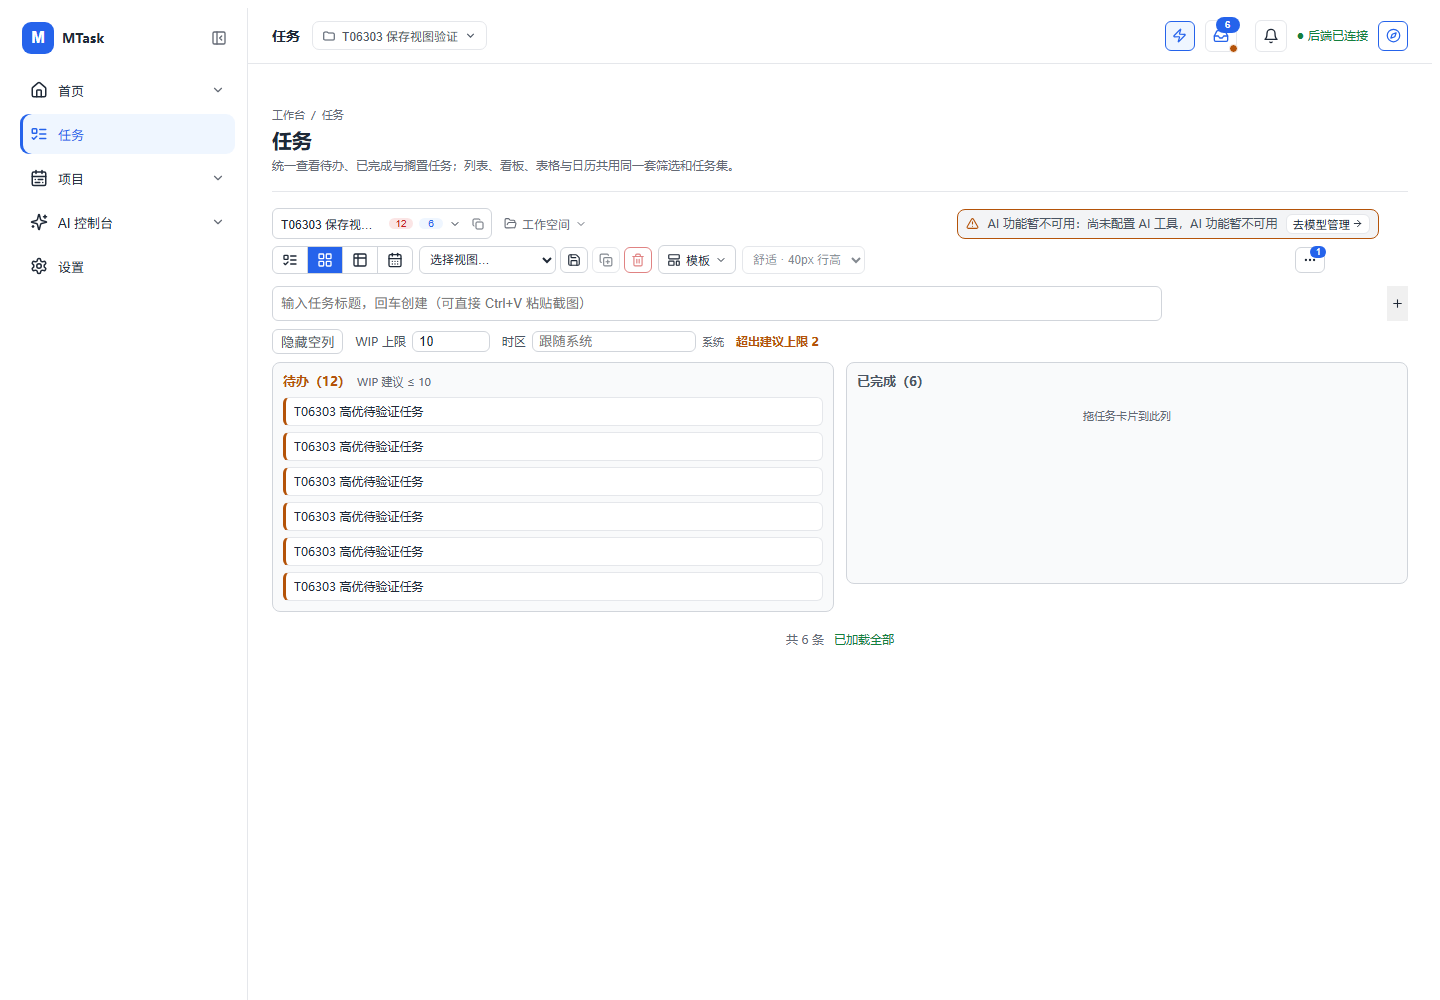 M MTask
首页
任务
项目
AI 控制台
设置
任务 T06303 保存视图验证 6 后端已连接
工作台 / 任务
任务
统一查看待办、已完成与搁置任务；列表、看板、表格与日历共用同一套筛选和任务集。
T06303 保存视... 12 6 工作空间 AI 功能暂不可用：尚未配置 AI 工具，AI 功能暂不可用 去模型管理→
选择视图... 模板 舒适 · 40px 行高 ... 1
输入任务标题，回车创建（可直接 Ctrl+V 粘贴截图） +
隐藏空列 WIP 上限 10 时区 跟随系统 系统 超出建议上限 2
待办（12） WIP 建议 ≤ 10
T06303 高优待验证任务
T06303 高优待验证任务
T06303 高优待验证任务
T06303 高优待验证任务
T06303 高优待验证任务
T06303 高优待验证任务
已完成（6）
拖任务卡片到此列
共 6 条 已加载全部